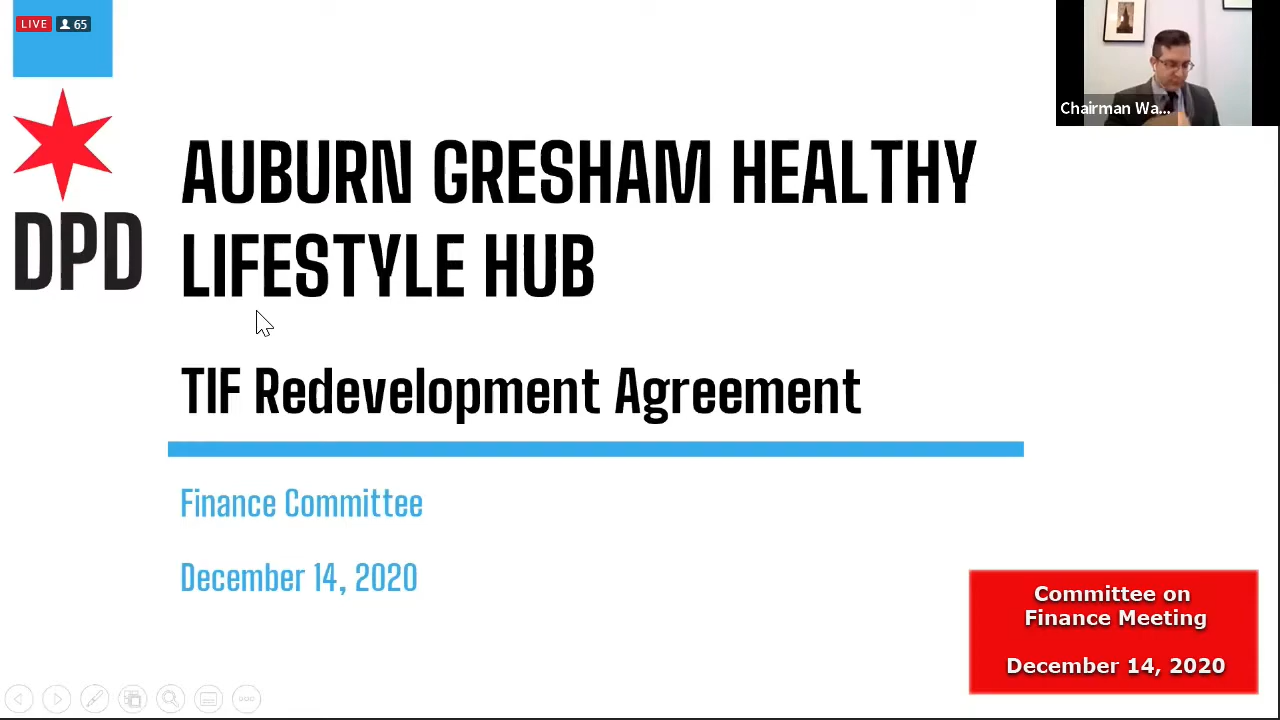 LIVE 65
Chairman Wa...
DPD
AUBURN GRESHAM HEALTHY
LIFESTYLE HUB
TIF Redevelopment Agreement
Finance Committee
December 14, 2020
Committee on
Finance Meeting
December 14, 2020